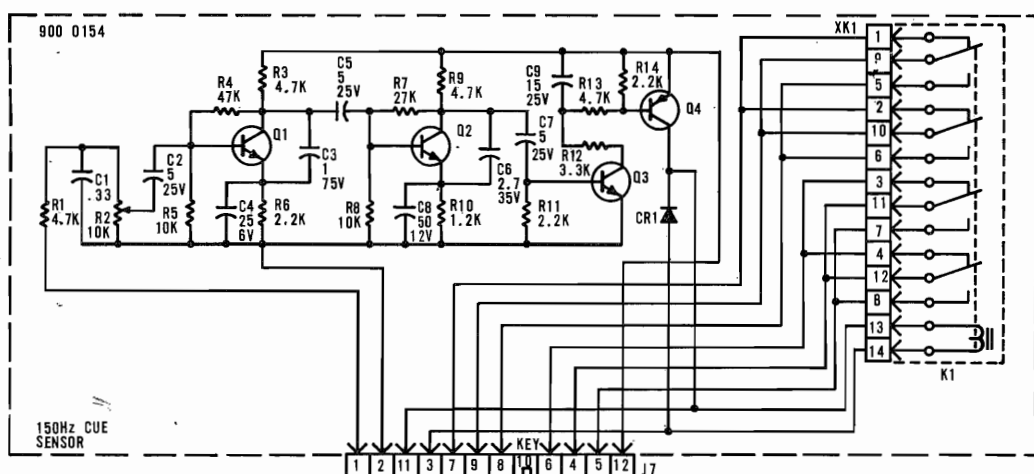 900 0154
XK1
R4
47K
R3
4.7K
C5
5
25V
R7
27K
R9
4.7K
C9
15
25V
R13
4.7K
R14
2.2K
Q4
Q1
Q2
C7
5
25V
R12
3.3K
Q3
C1
.33
C2
5
25V
C3
1
75V
C6
2.7
35V
R1
4.7K
R2
10K
R5
10K
C4
25
6V
R6
2.2K
R8
10K
C8
50
12V
R10
1.2K
R11
2.2K
CR1
1
9
5
2
10
6
3
11
7
4
12
8
13
14
K1
150Hz CUE
SENSOR
KEY
1 2 11 3 7 9 8 10 6 4 5 12 J7